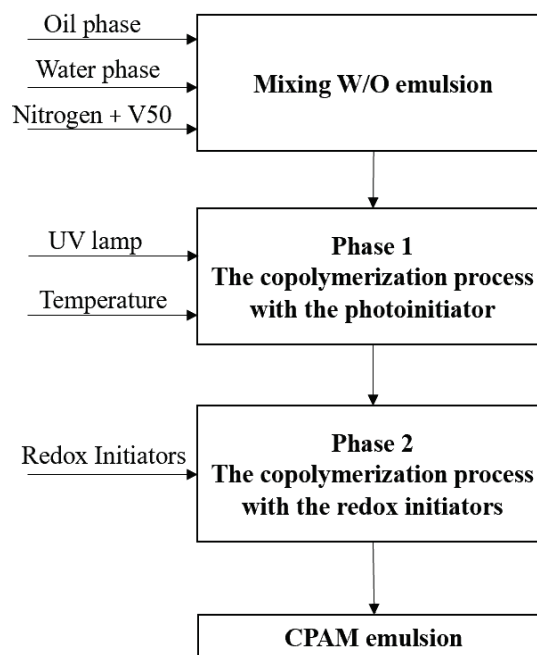 Oil phase
Water phase
Nitrogen + V50
Mixing W/O emulsion
UV lamp
Temperature
Phase 1
The copolymerization process
with the photoinitiator
Redox Initiators
Phase 2
The copolymerization process
with the redox initiators
CPAM emulsion